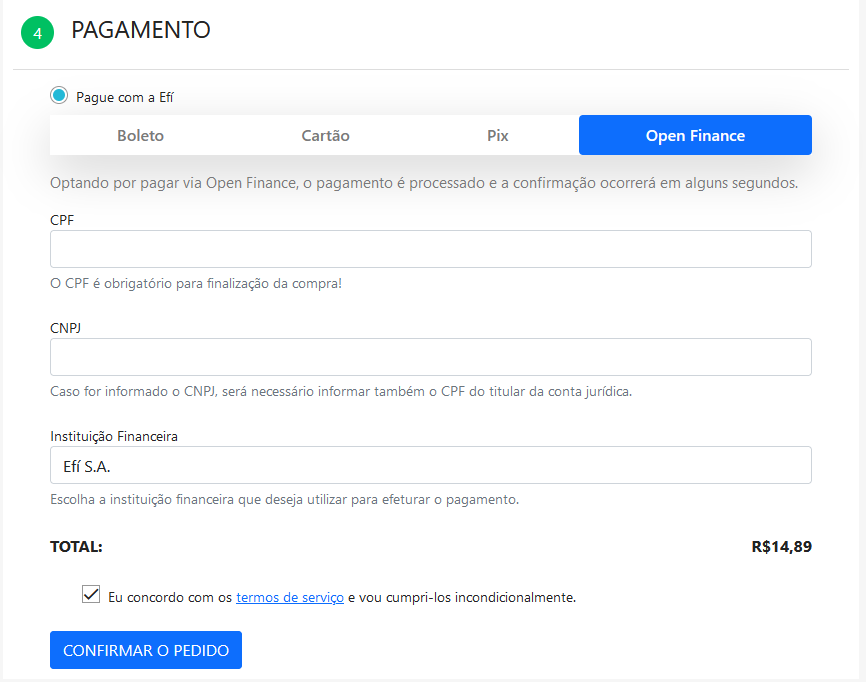 4 PAGAMENTO
Pague com a Efí
Boleto Cartão Pix Open Finance
Optando por pagar via Open Finance, o pagamento é processado e a confirmação ocorrerá em alguns segundos.
CPF
O CPF é obrigatório para finalização da compra!
CNPJ
Caso for informado o CNPJ, será necessário informar também o CPF do titular da conta jurídica.
Instituição Financeira
Efí S.A.
Escolha a instituição financeira que deseja utilizar para efeturar o pagamento.
TOTAL: R$14,89
Eu concordo com os termos de serviço e vou cumpri-los incondicionalmente.
CONFIRMAR O PEDIDO